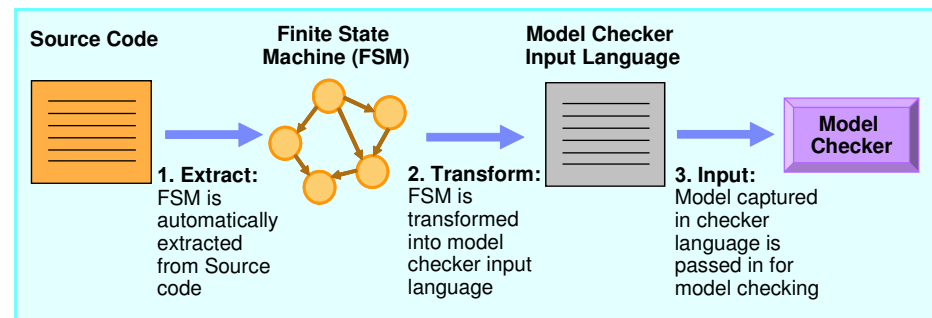 Source Code
Finite State
Machine (FSM)
Model Checker
Input Language
Model
Checker
1. Extract:
FSM is
automatically
extracted
from Source
code
2. Transform:
FSM is
transformed
into model
checker input
language
3. Input:
Model captured
in checker
language is
passed in for
model checking